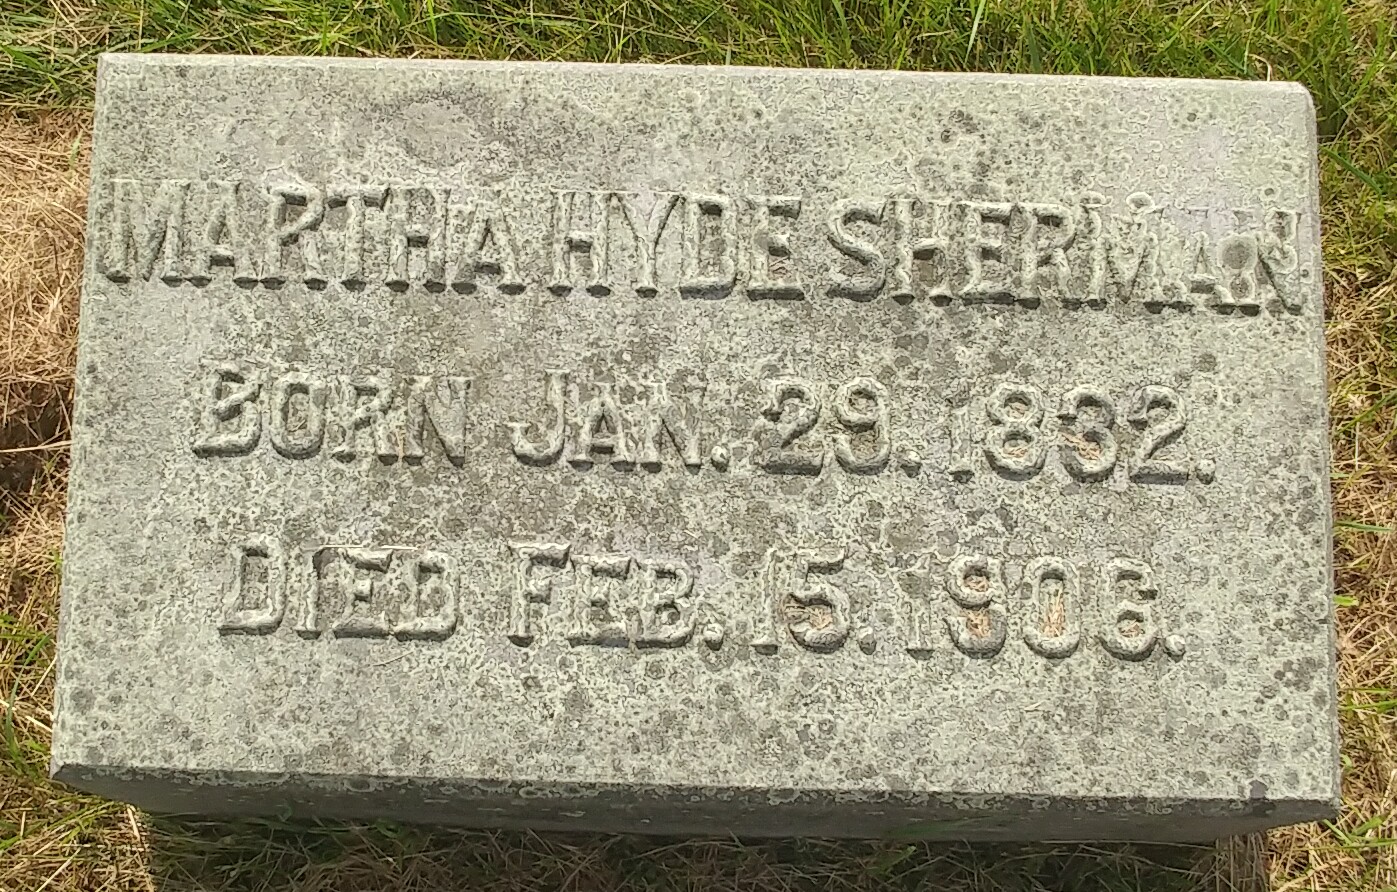 MARTHA HYDE SHERMAN.
BORN JAN. 29. 1832.
DIED FEB. 15. 1906.